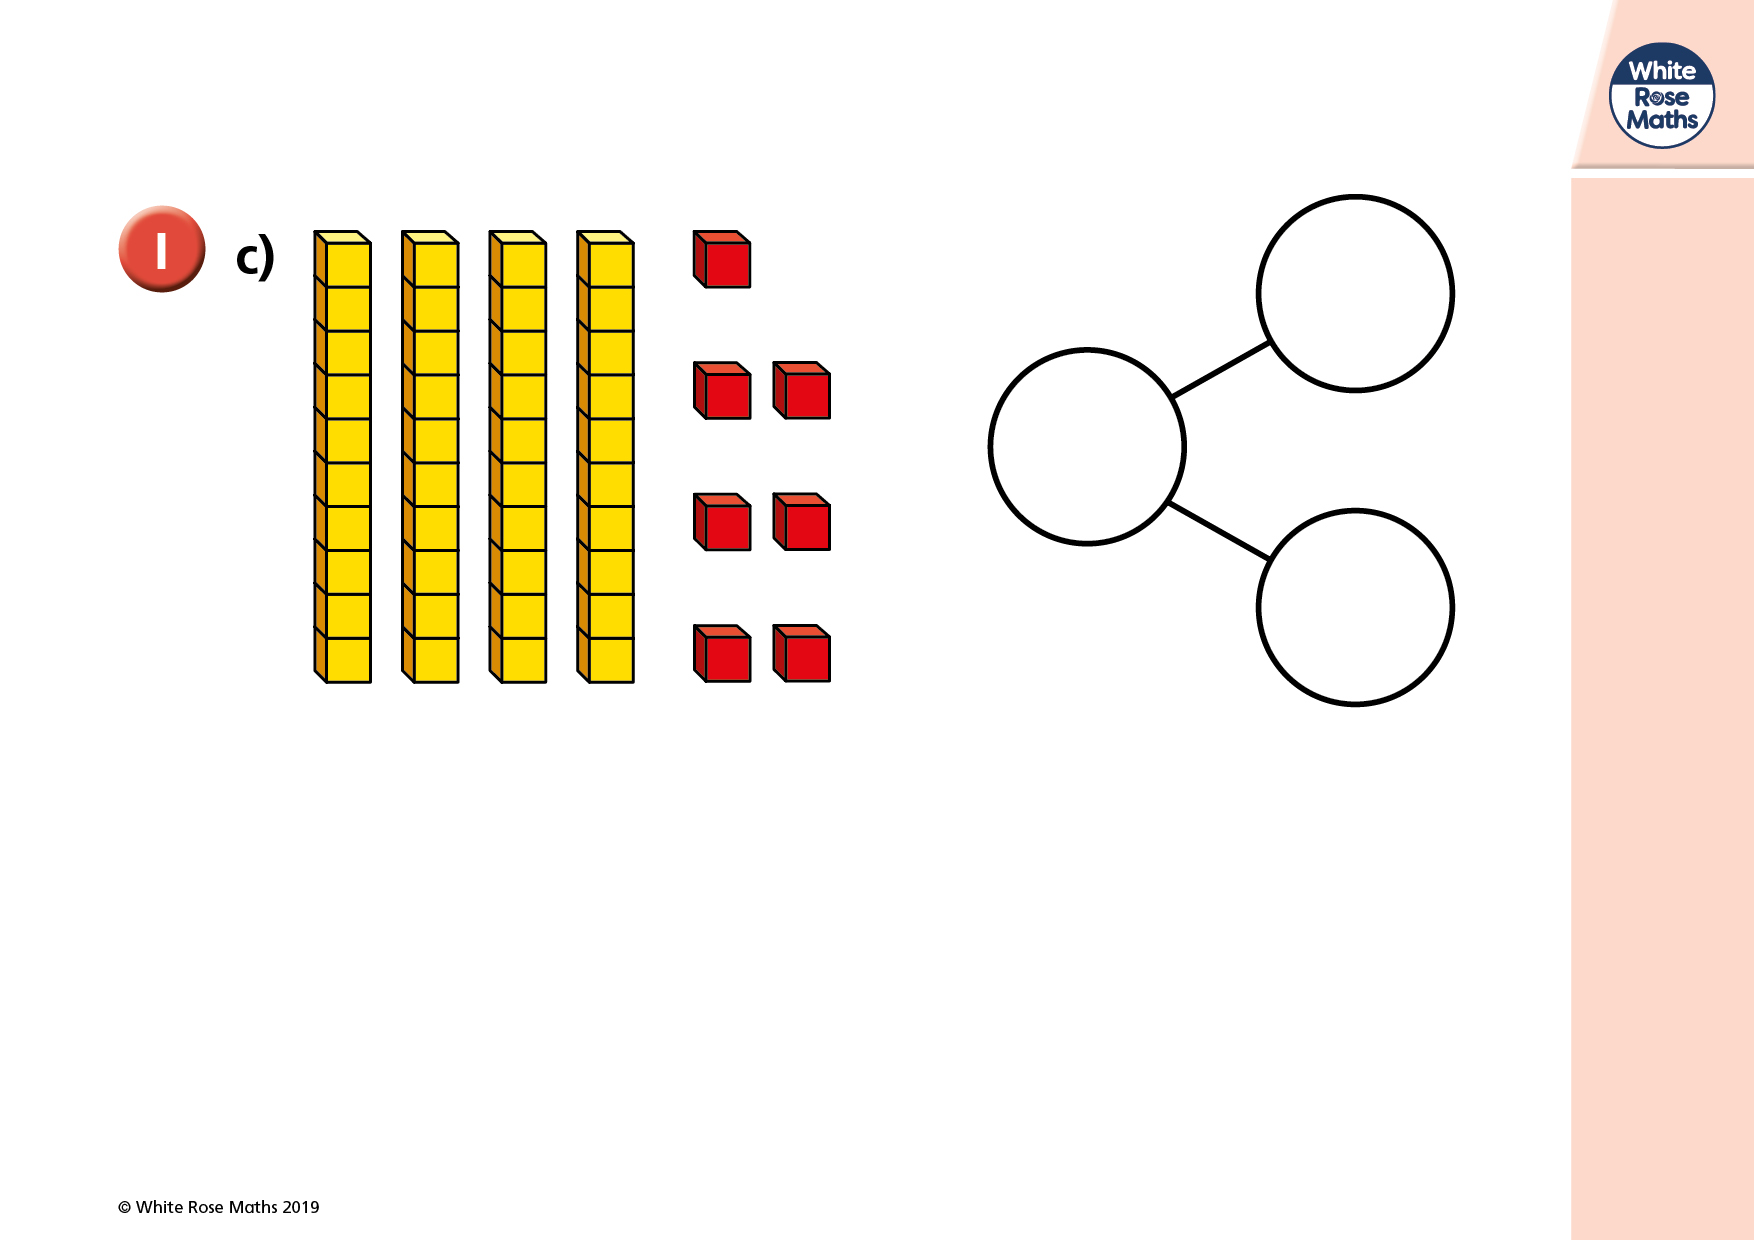 White
Rose
Maths
1 c)
© White Rose Maths 2019